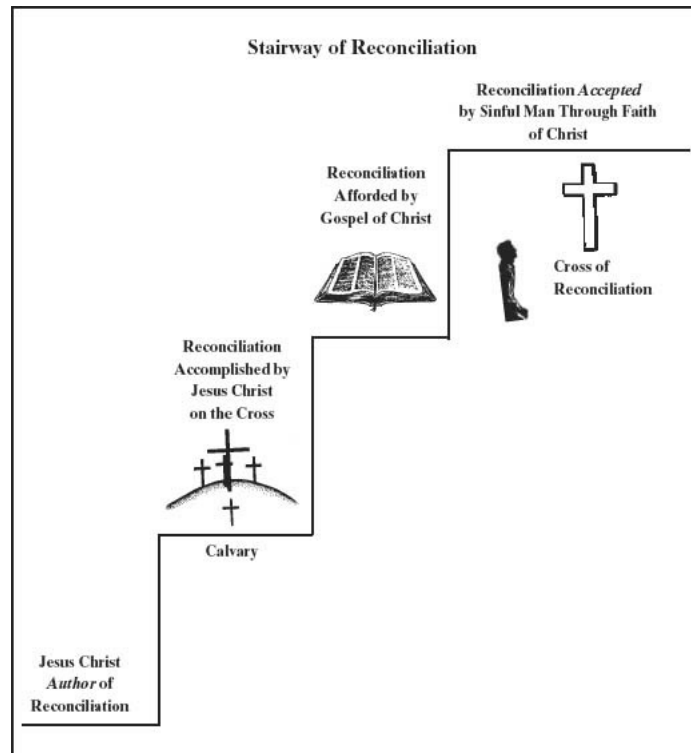 Stairway of Reconciliation
Reconciliation Accepted
by Sinful Man Through Faith
of Christ
Reconciliation
Afforded by
Gospel of Christ
Cross of
Reconciliation
Reconciliation
Accomplished by
Jesus Christ
on the Cross
Calvary
Jesus Christ
Author of
Reconciliation